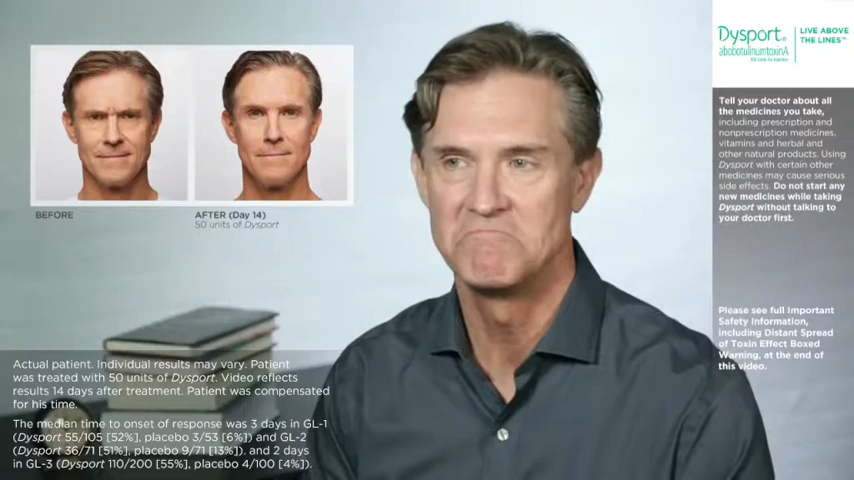 Dysport®
abobotulinumtoxinA
LIVE ABOVE
THE LINES™
BEFORE
AFTER (Day 14)
50 units of Dysport
Tell your doctor about all
the medicines you take,
including prescription and
nonprescription medicines,
vitamins and herbal and
other natural products. Using
Dysport with certain other
medicines may cause serious
side effects. Do not start any
new medicines while taking
Dysport without talking to
your doctor first.
Please see full Important
Safety Information,
including Distant Spread
of Toxin Effect Boxed
Warning, at the end of
this video.
Actual patient. Individual results may vary. Patient
was treated with 50 units of Dysport. Video reflects
results 14 days after treatment. Patient was compensated
for his time.
The median time to onset of response was 3 days in GL-1
(Dysport 55/105 [52%], placebo 3/53 [6%]) and GL-2
(Dysport 36/71 [51%], placebo 9/71 [13%]). and 2 days
in GL-3 (Dysport 110/200 [55%], placebo 4/100 [4%]).